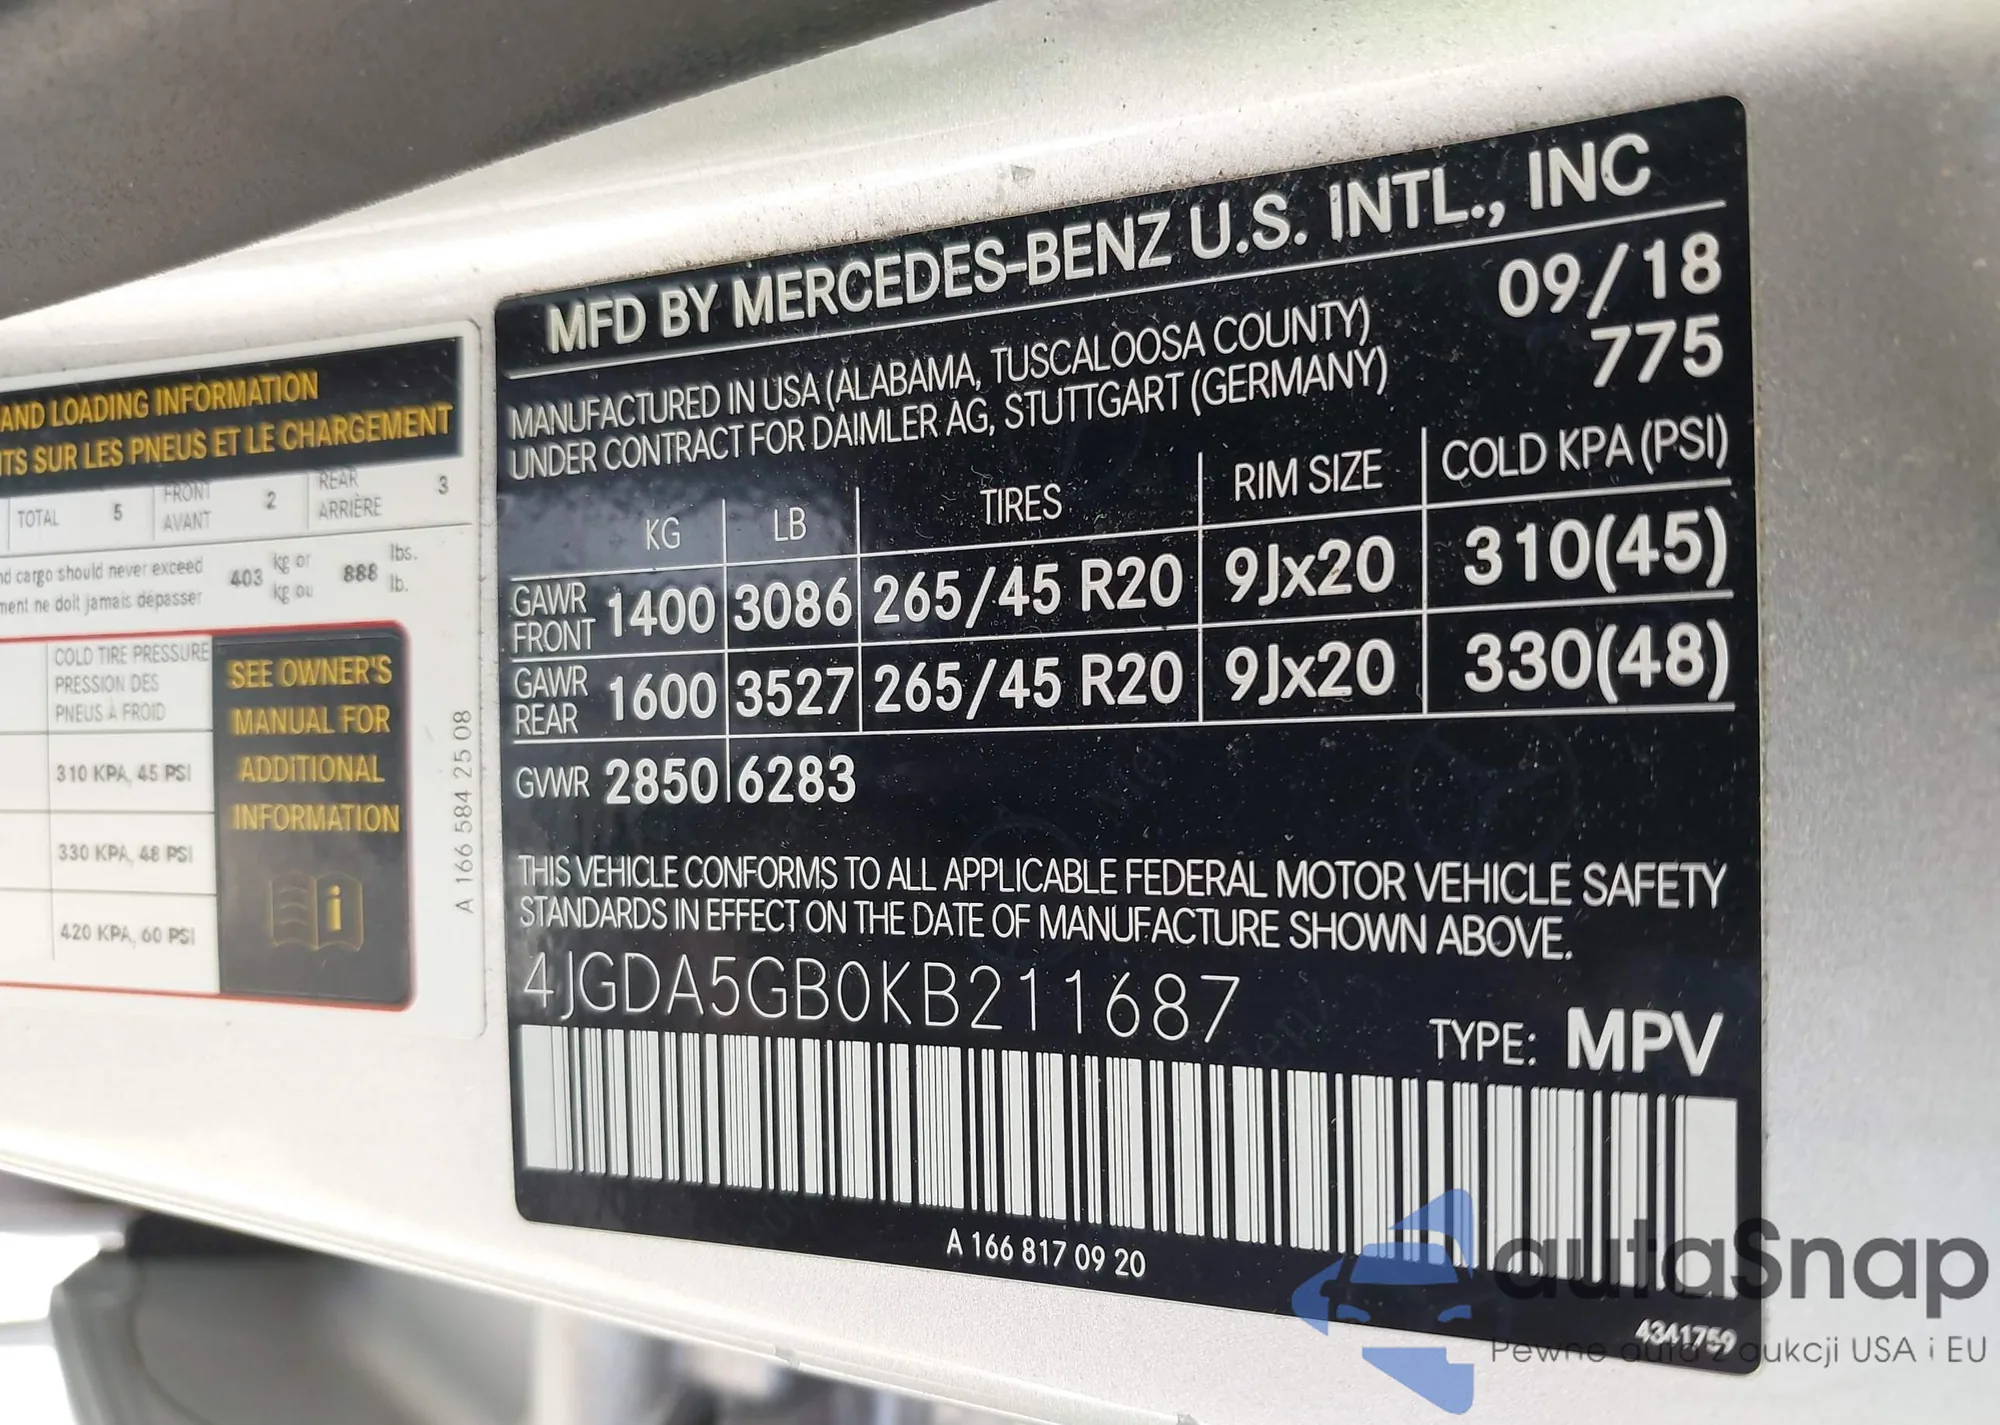 AND LOADING INFORMATION
TS SUR LES PNEUS ET LE CHARGEMENT
TOTAL 5 FRONT AVANT 2 REAR ARRIÈRE 3
nd cargo should never exceed
ment ne doit jamais dépasser
403 kg or kg ou 888 lbs. lb.
COLD TIRE PRESSURE
PRESSION DES
PNEUS À FROID
310 KPA, 45 PSI
330 KPA, 48 PSI
420 KPA, 60 PSI
SEE OWNER'S
MANUAL FOR
ADDITIONAL
INFORMATION
i
A 166 584 25 08
MFD BY MERCEDES-BENZ U.S. INTL., INC
09/18
775
MANUFACTURED IN USA (ALABAMA, TUSCALOOSA COUNTY)
UNDER CONTRACT FOR DAIMLER AG, STUTTGART (GERMANY)
KG LB TIRES RIM SIZE COLD KPA (PSI)
GAWR FRONT 1400 3086 265/45 R20 9Jx20 310(45)
GAWR REAR 1600 3527 265/45 R20 9Jx20 330(48)
GVWR 2850 6283
THIS VEHICLE CONFORMS TO ALL APPLICABLE FEDERAL MOTOR VEHICLE SAFETY
STANDARDS IN EFFECT ON THE DATE OF MANUFACTURE SHOWN ABOVE.
4JGDA5GB0KB211687
TYPE: MPV
A 166 817 09 20
4341759
autaSnap
Pewne auta z aukcji USA i EU